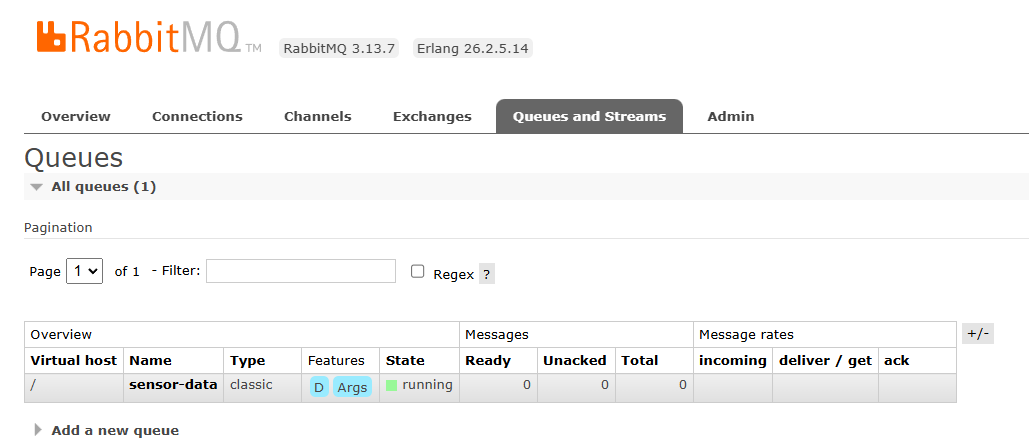 RabbitMQ TM RabbitMQ 3.13.7 Erlang 26.2.5.14
Overview Connections Channels Exchanges Queues and Streams Admin
Queues
All queues (1)
Pagination
Page 1 of 1 - Filter: Regex ?
Overview Messages Message rates +/-
Virtual host Name Type Features State Ready Unacked Total incoming deliver / get ack
/ sensor-data classic D Args running 0 0 0
Add a new queue